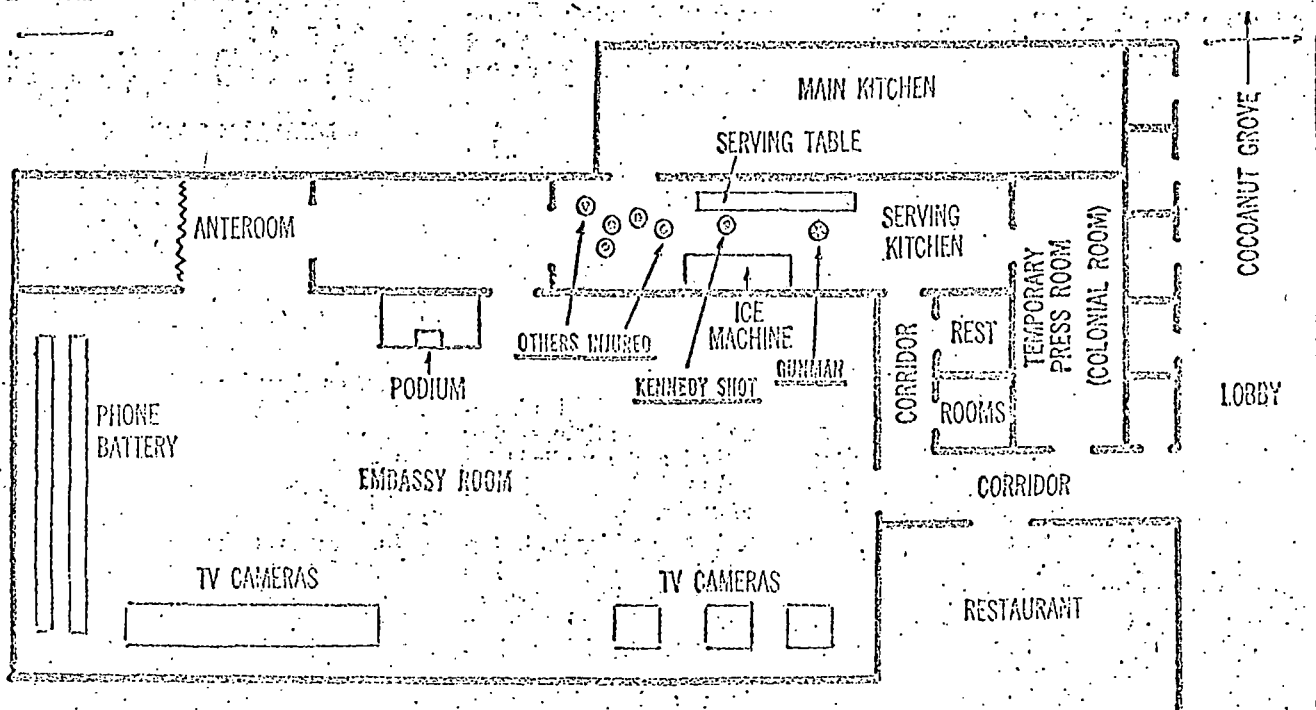 MAIN KITCHEN
SERVING TABLE
COCOANUT GROVE
ANTEROOM
SERVING
KITCHEN
TEMPORARY
PRESS ROOM
(COLONIAL ROOM)
OTHERS INJURED
ICE
MACHINE
KENNEDY SHOT
GUNMAN
CORRIDOR
REST
ROOMS
PODIUM
LOBBY
PHONE
BATTERY
EMBASSY ROOM
CORRIDOR
TV CAMERAS
TV CAMERAS
RESTAURANT